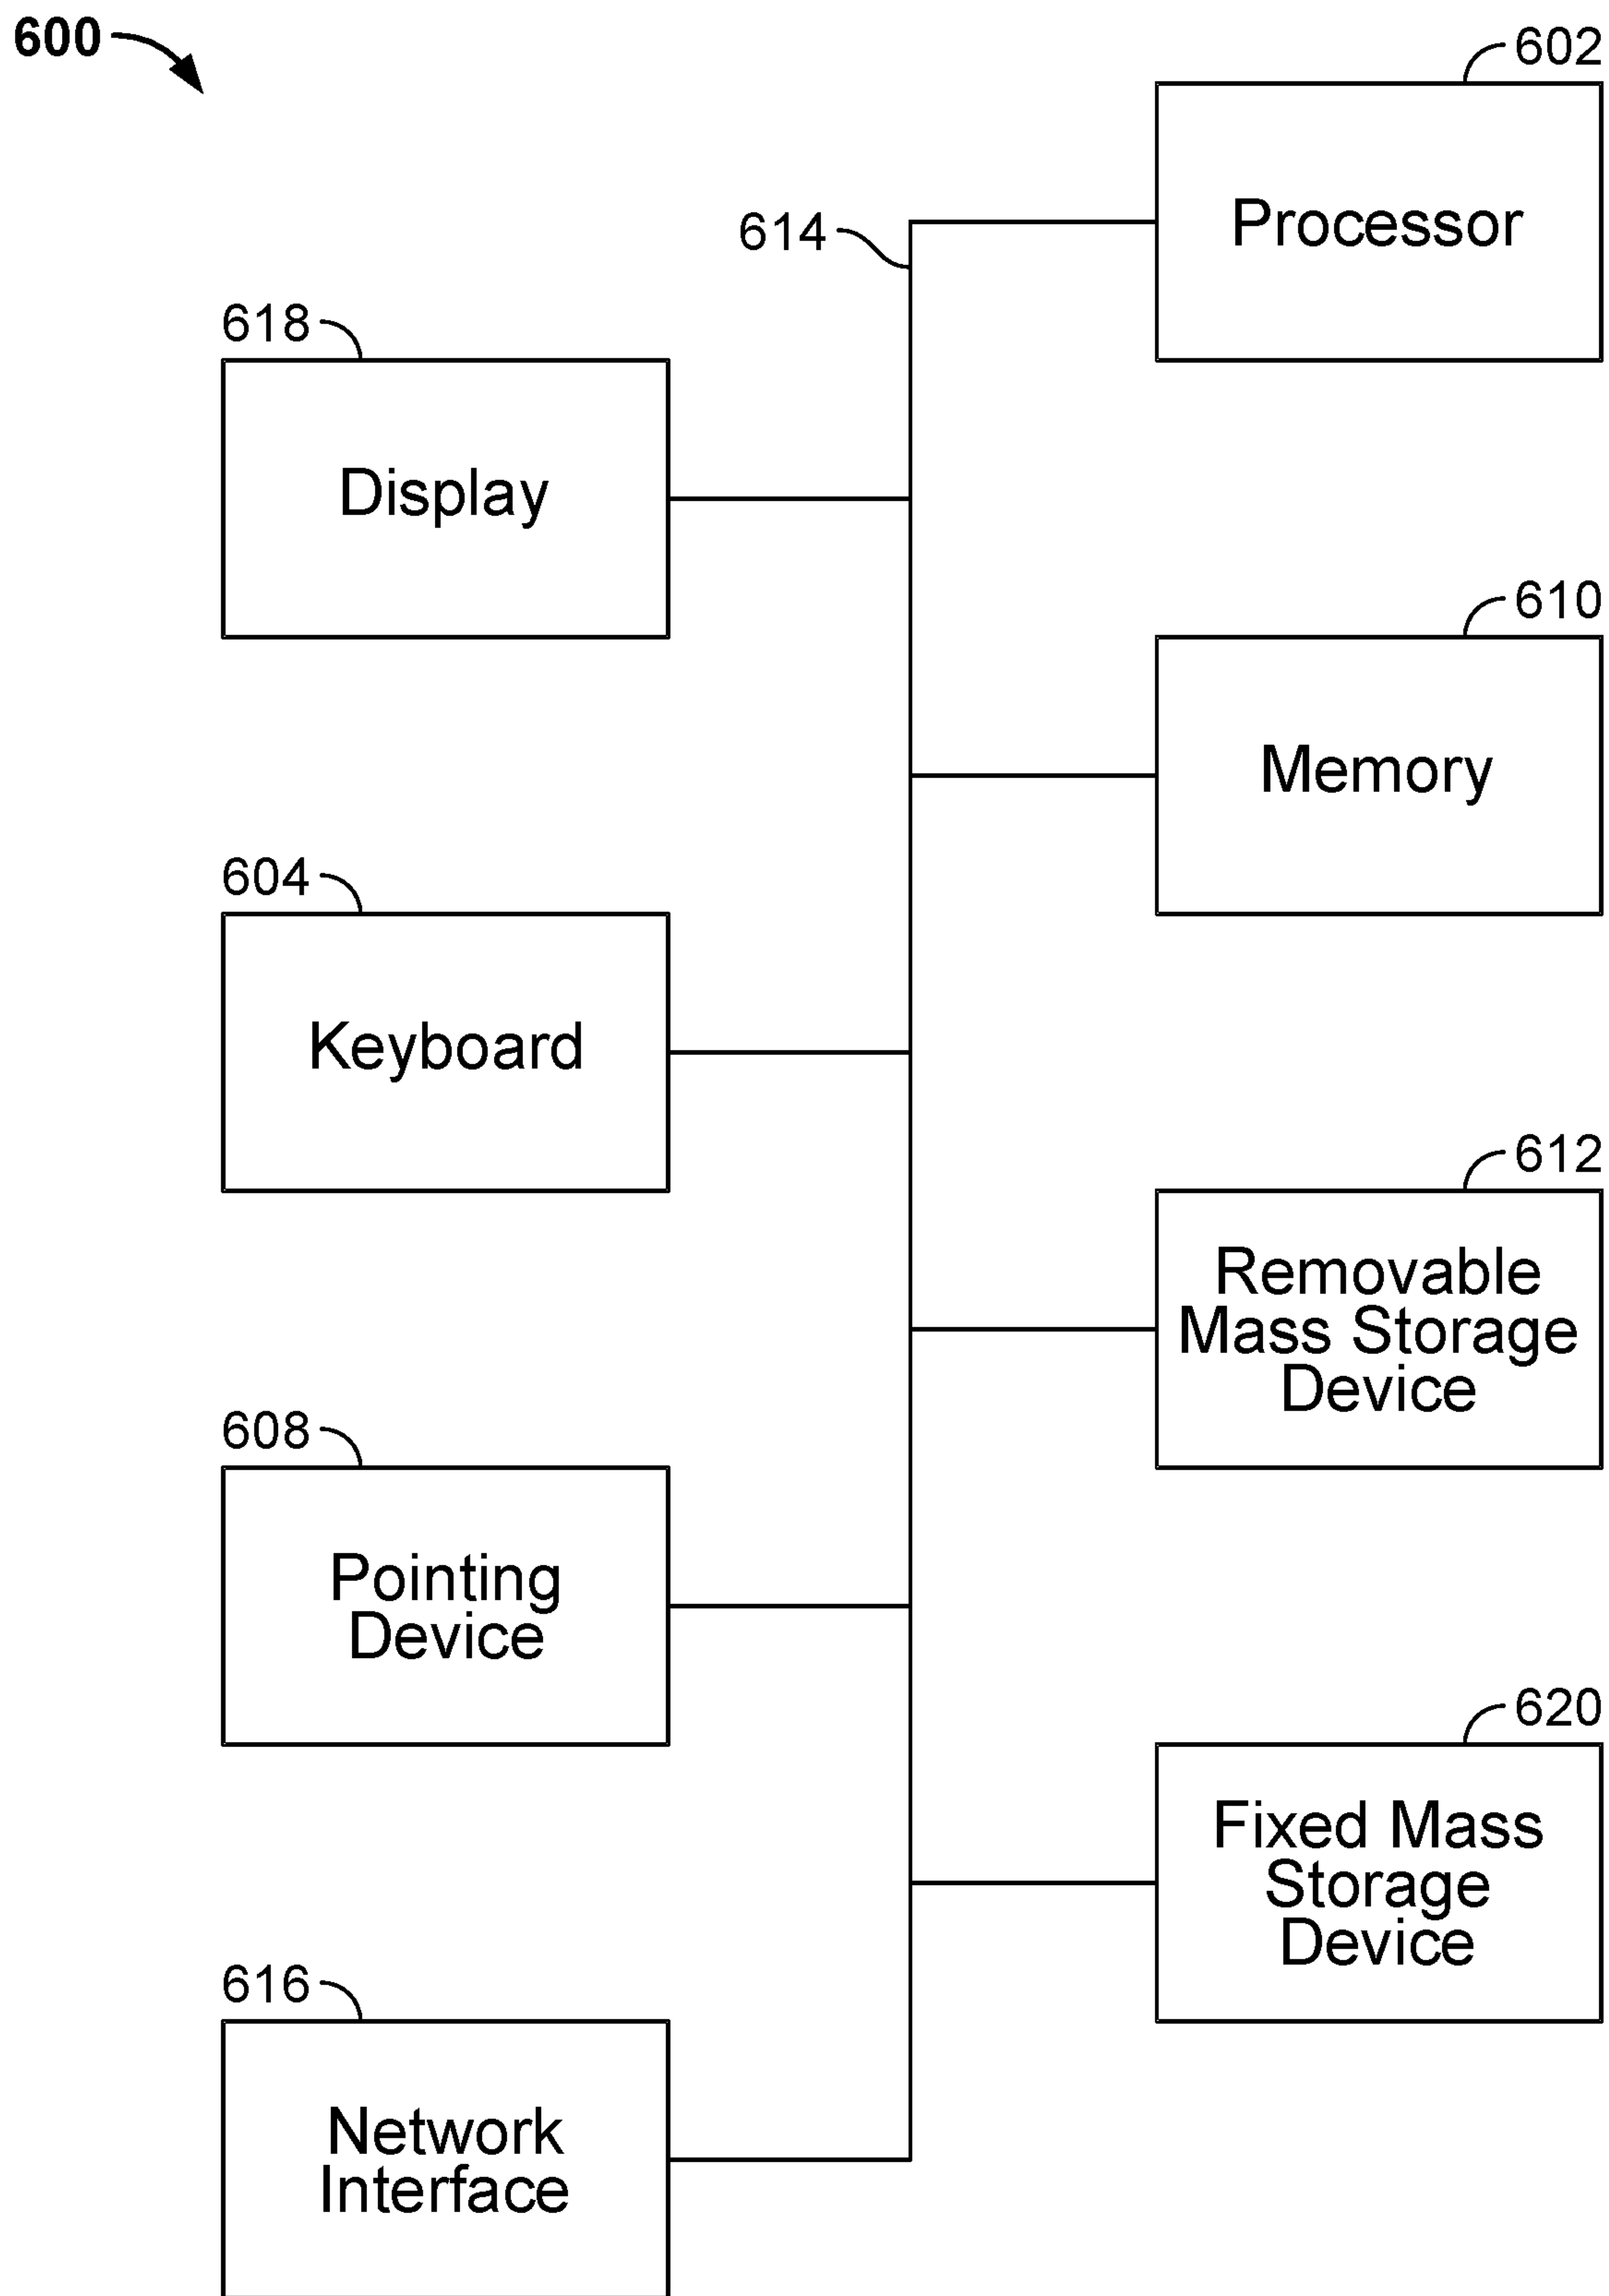 600
602
Processor
614
618
Display
610
Memory
604
Keyboard
612
Removable
Mass Storage
Device
608
Pointing
Device
620
Fixed Mass
Storage
Device
616
Network
Interface